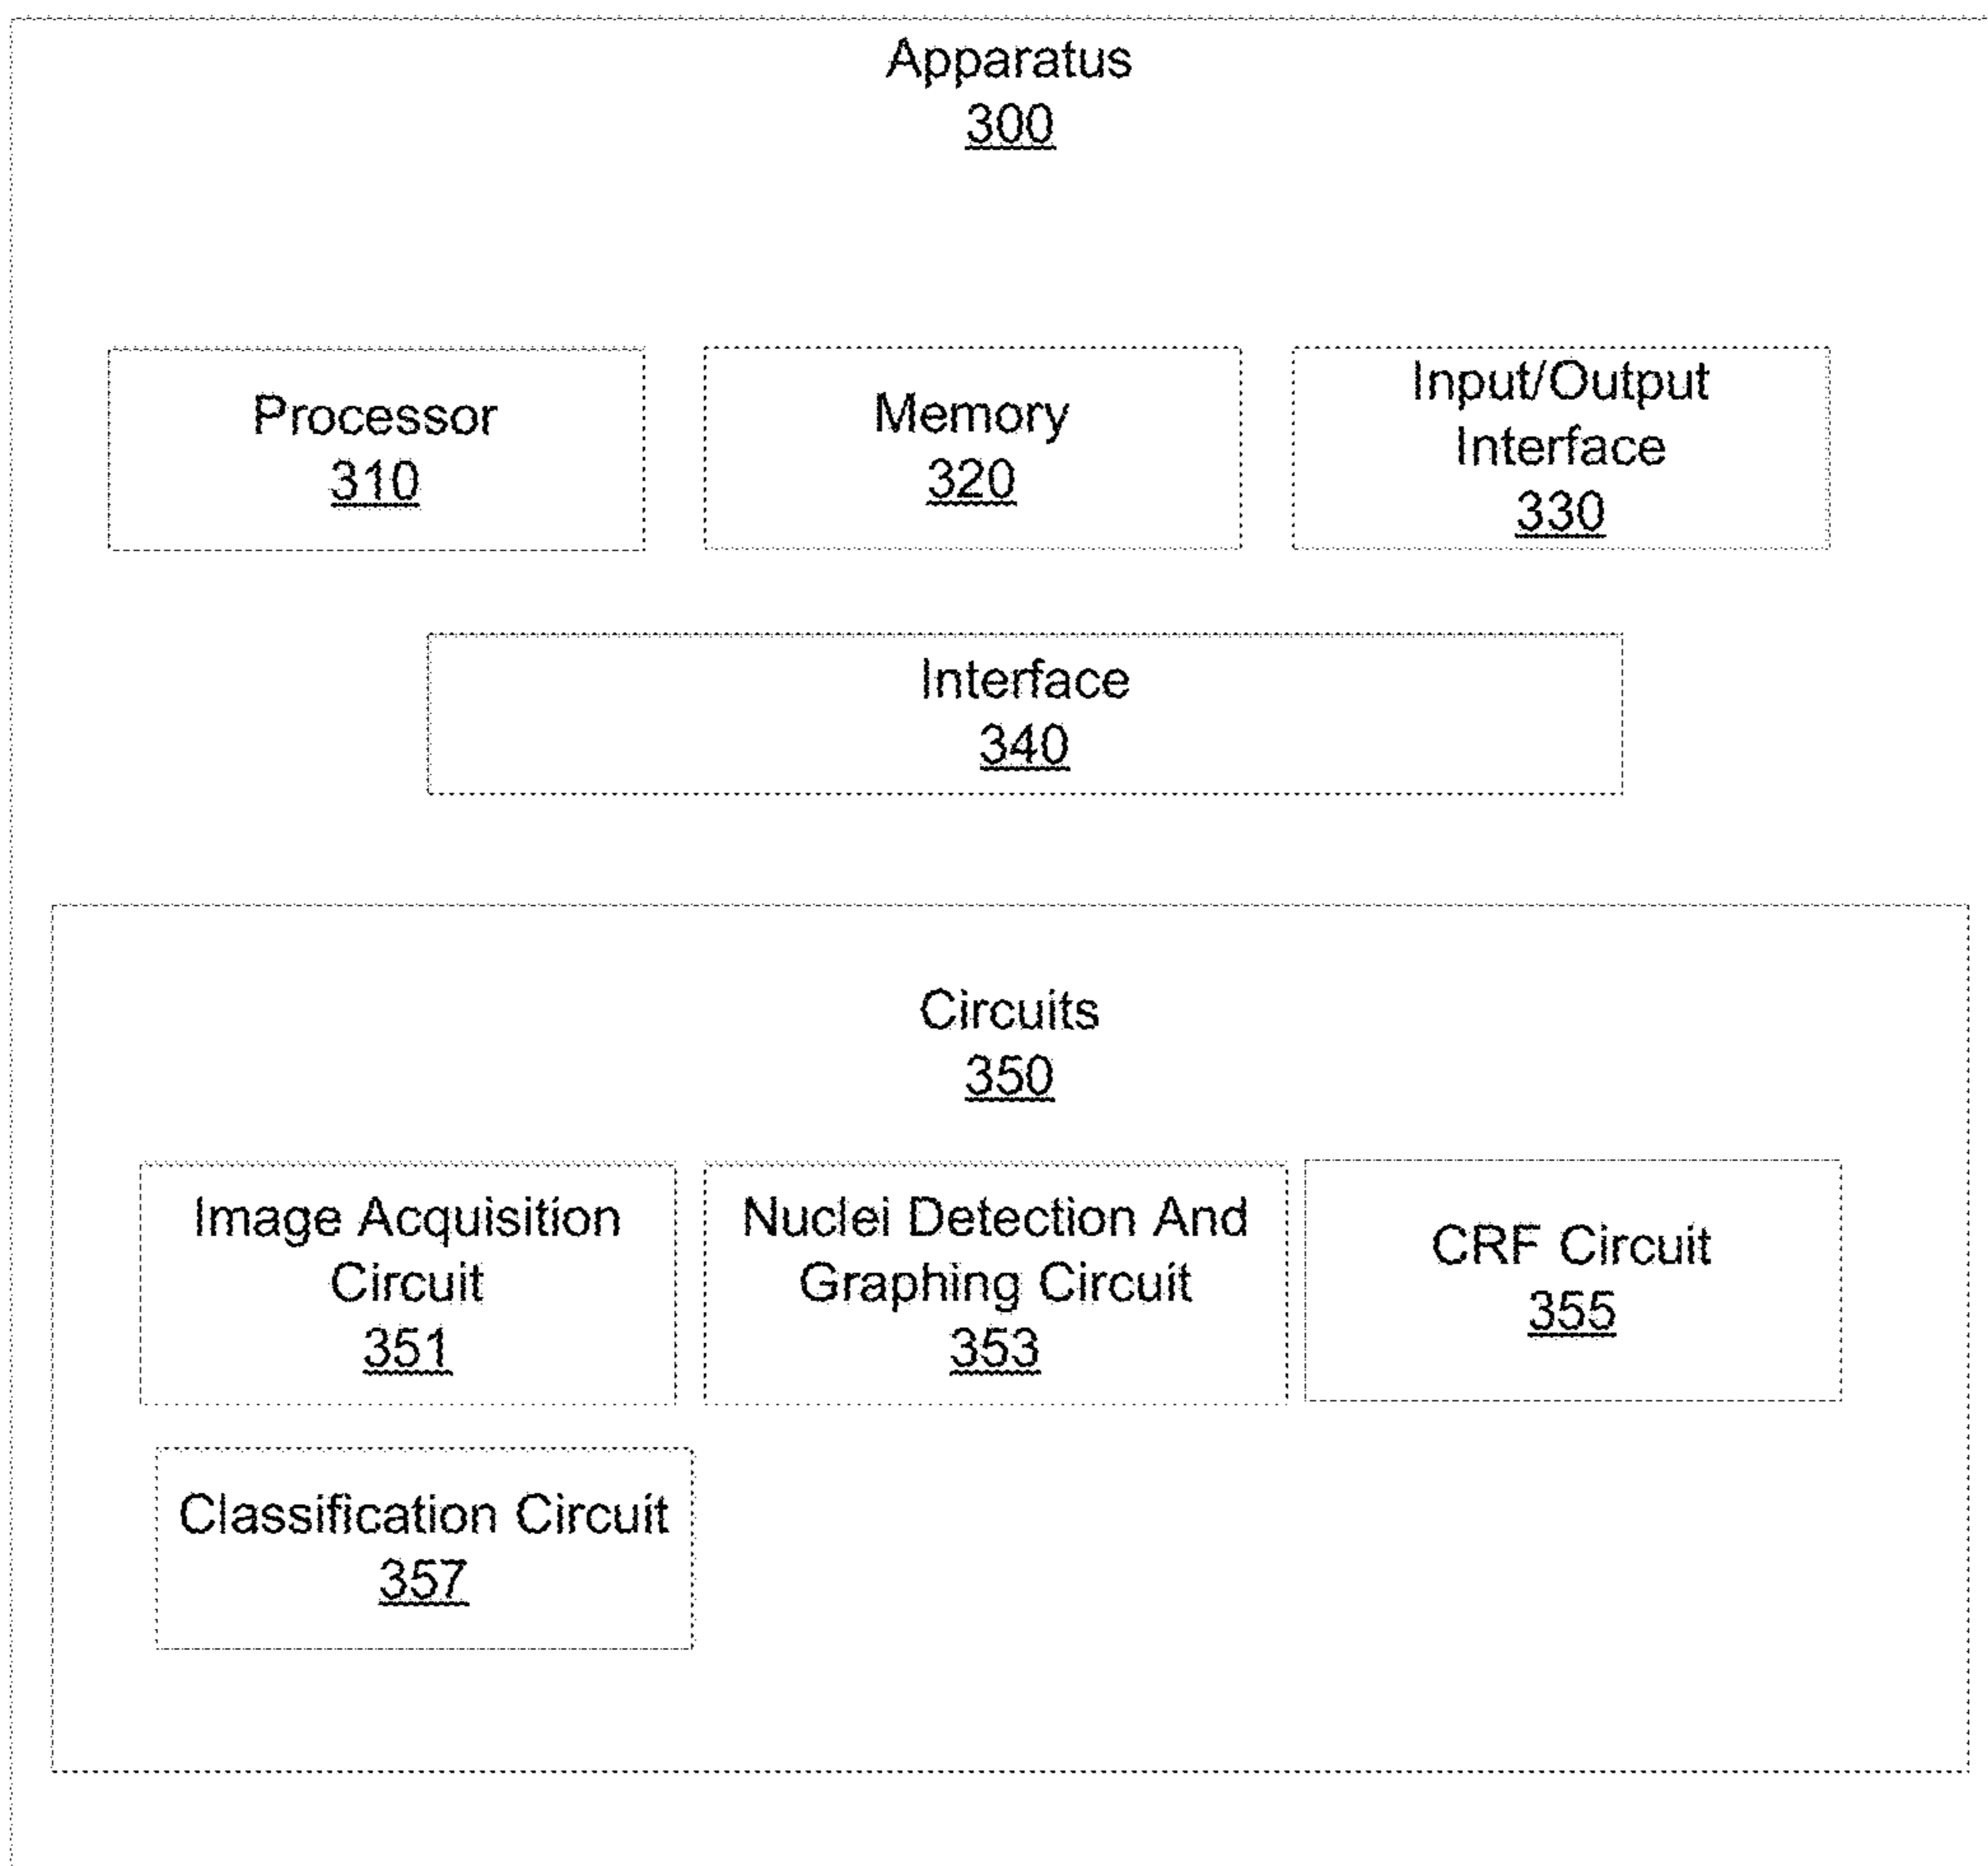 Apparatus
300
Processor
310
Memory
320
Input/Output
Interface
330
Interface
340
Circuits
350
Image Acquisition
Circuit
351
Nuclei Detection And
Graphing Circuit
353
CRF Circuit
355
Classification Circuit
357